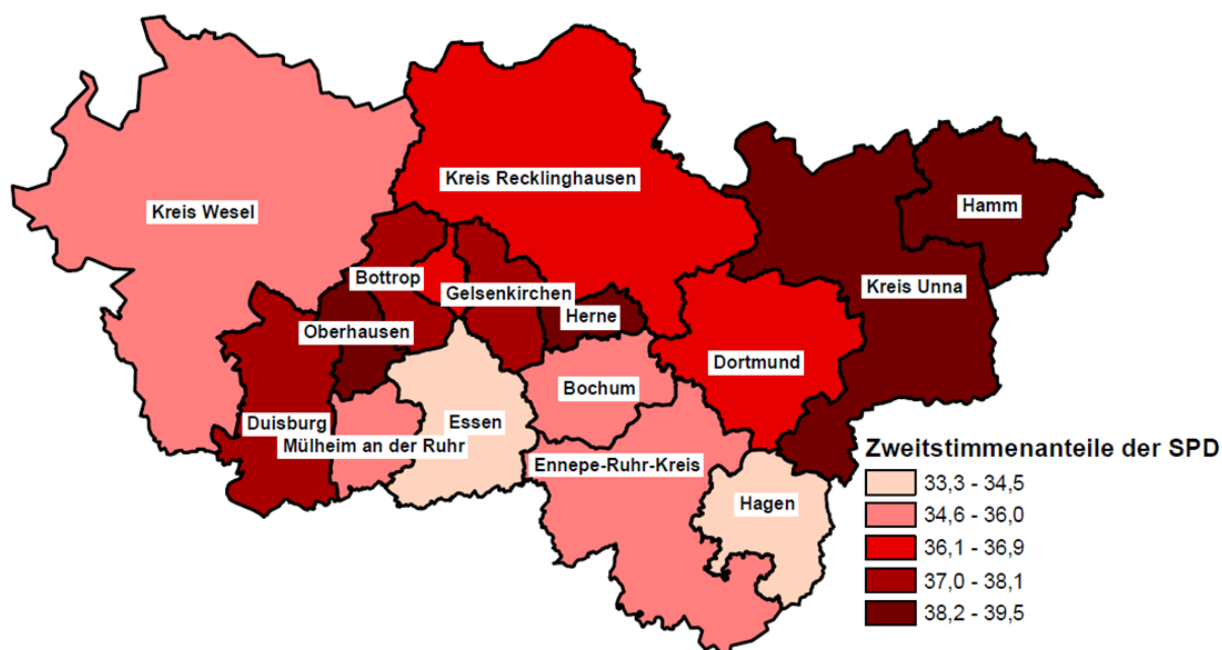 Kreis Recklinghausen
Kreis Wesel
Hamm
Bottrop
Gelsenkirchen
Kreis Unna
Herne
Oberhausen
Dortmund
Bochum
Duisburg
Essen
Mülheim an der Ruhr
Ennepe-Ruhr-Kreis
Hagen
Zweitstimmenanteile der SPD
33,3 - 34,5
34,6 - 36,0
36,1 - 36,9
37,0 - 38,1
38,2 - 39,5